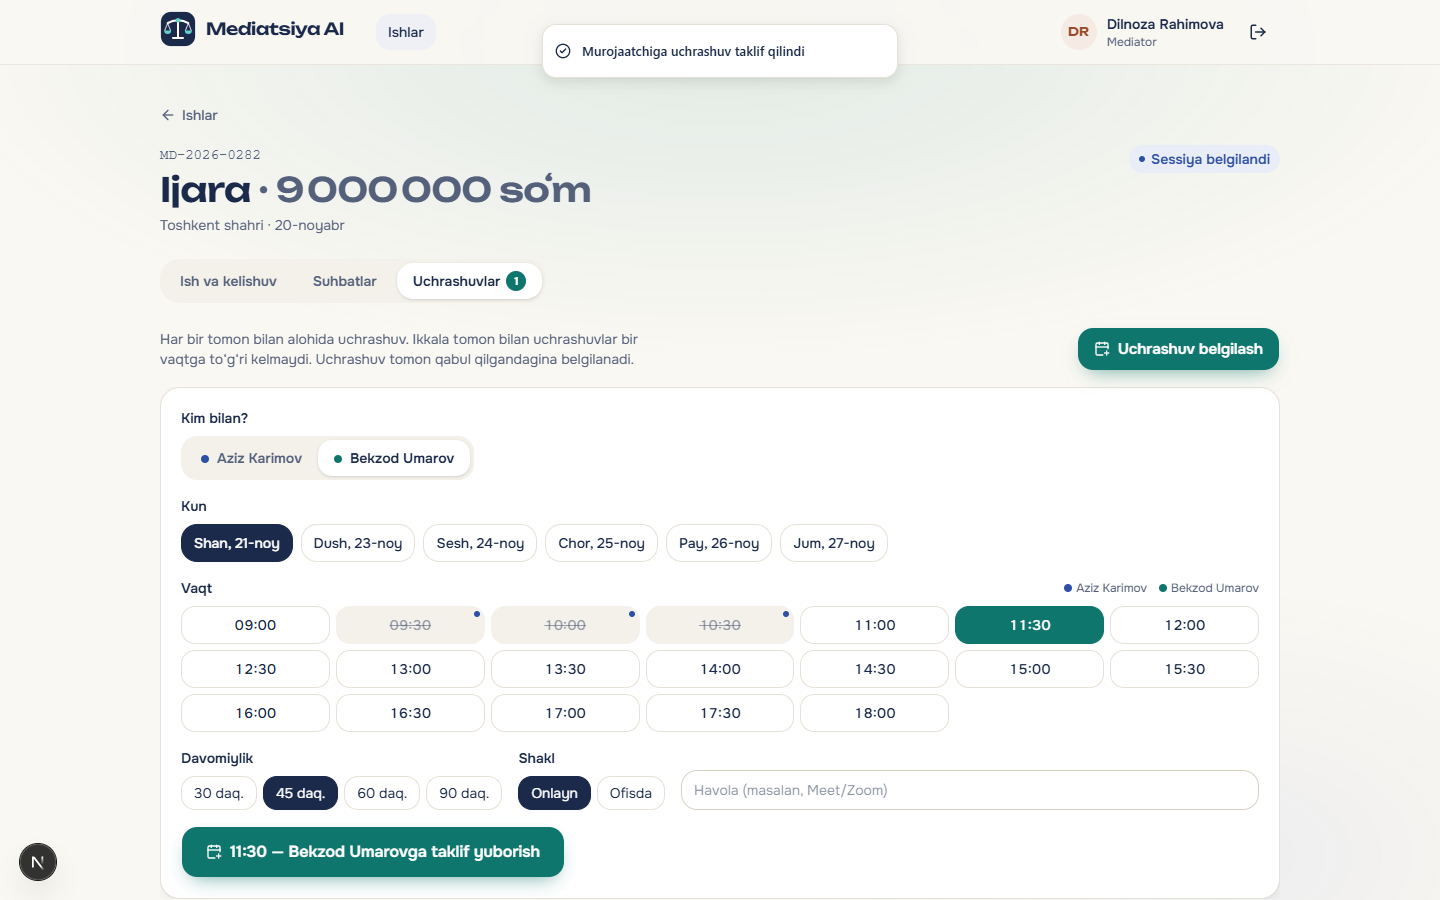 Mediatsiya AI
Ishlar
Murojaatchiga uchrashuv taklif qilindi
DR
Dilnoza Rahimova
Mediator
Ishlar
MD-2026-0282
Ijara · 9 000 000 so‘m
Sessiya belgilandi
Toshkent shahri · 20-noyabr
Ish va kelishuv
Suhbatlar
Uchrashuvlar 1
Har bir tomon bilan alohida uchrashuv. Ikkala tomon bilan uchrashuvlar bir
vaqtga to‘g‘ri kelmaydi. Uchrashuv tomon qabul qilgandagina belgilanadi.
Uchrashuv belgilash
Kim bilan?
Aziz Karimov
Bekzod Umarov
Kun
Shan, 21-noy
Dush, 23-noy
Sesh, 24-noy
Chor, 25-noy
Pay, 26-noy
Jum, 27-noy
Vaqt
Aziz Karimov
Bekzod Umarov
09:00 09:30 10:00 10:30 11:00 11:30 12:00
12:30 13:00 13:30 14:00 14:30 15:00 15:30
16:00 16:30 17:00 17:30 18:00
Davomiylik
Shakl
30 daq. 45 daq. 60 daq. 90 daq.
Onlayn Ofisda
Havola (masalan, Meet/Zoom)
11:30 — Bekzod Umarovga taklif yuborish
N